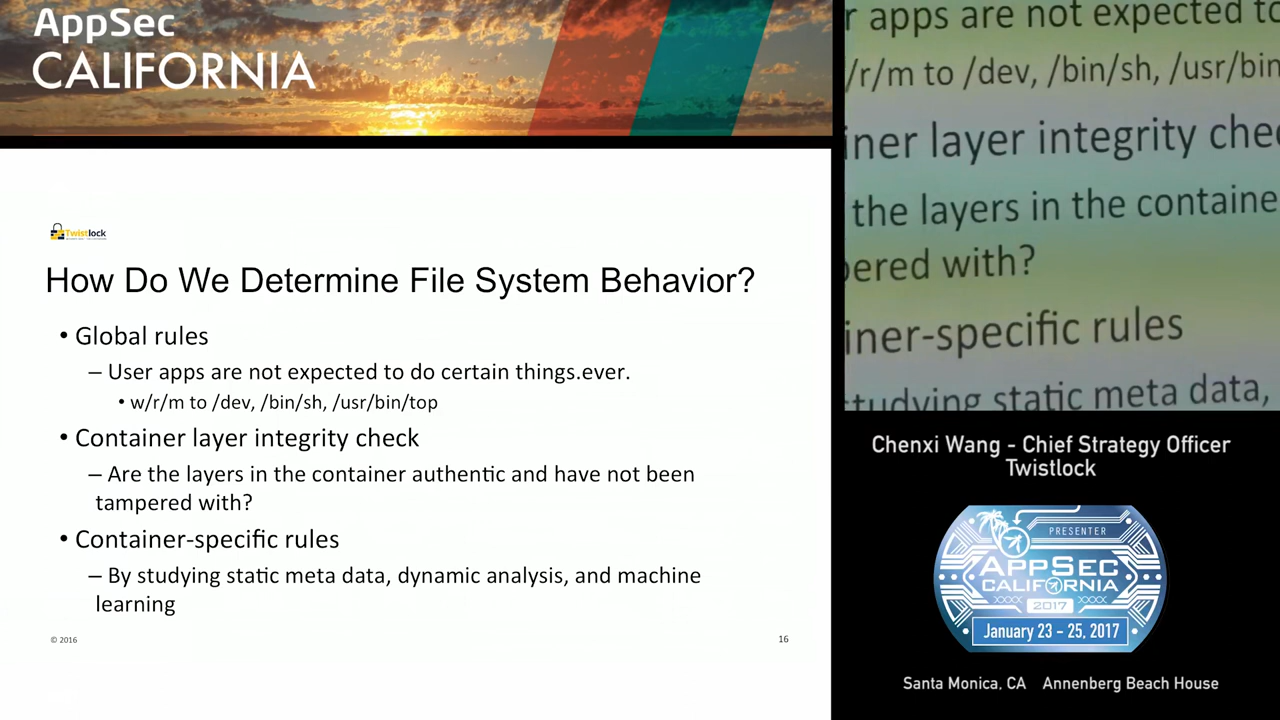 AppSec
CALIFORNIA
Twistlock
How Do We Determine File System Behavior?
• Global rules
– User apps are not expected to do certain things.ever.
• w/r/m to /dev, /bin/sh, /usr/bin/top
• Container layer integrity check
– Are the layers in the container authentic and have not been
tampered with?
• Container-specific rules
– By studying static meta data, dynamic analysis, and machine
learning
© 2016
16
r apps are not expected to
/r/m to /dev, /bin/sh, /usr/bin
iner layer integrity che
the layers in the containe
pered with?
iner-specific rules
studying static meta data,
Chenxi Wang - Chief Strategy Officer
Twistlock
PRESENTER
APPSEC
CALIFORNIA
2017
January 23 - 25, 2017
Santa Monica, CA Annenberg Beach House